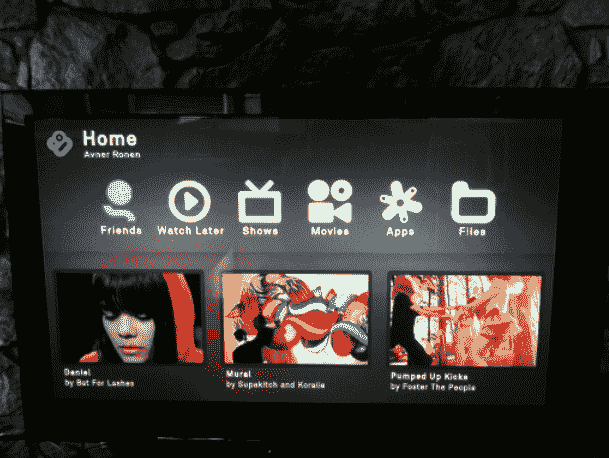 Home
Avner Ronen
Friends
Watch Later
Shows
Movies
Apps
Files
Daniel
by Bat For Lashes
Mural
by Supakitch and Koralie
Pumped Up Kicks
by Foster The People